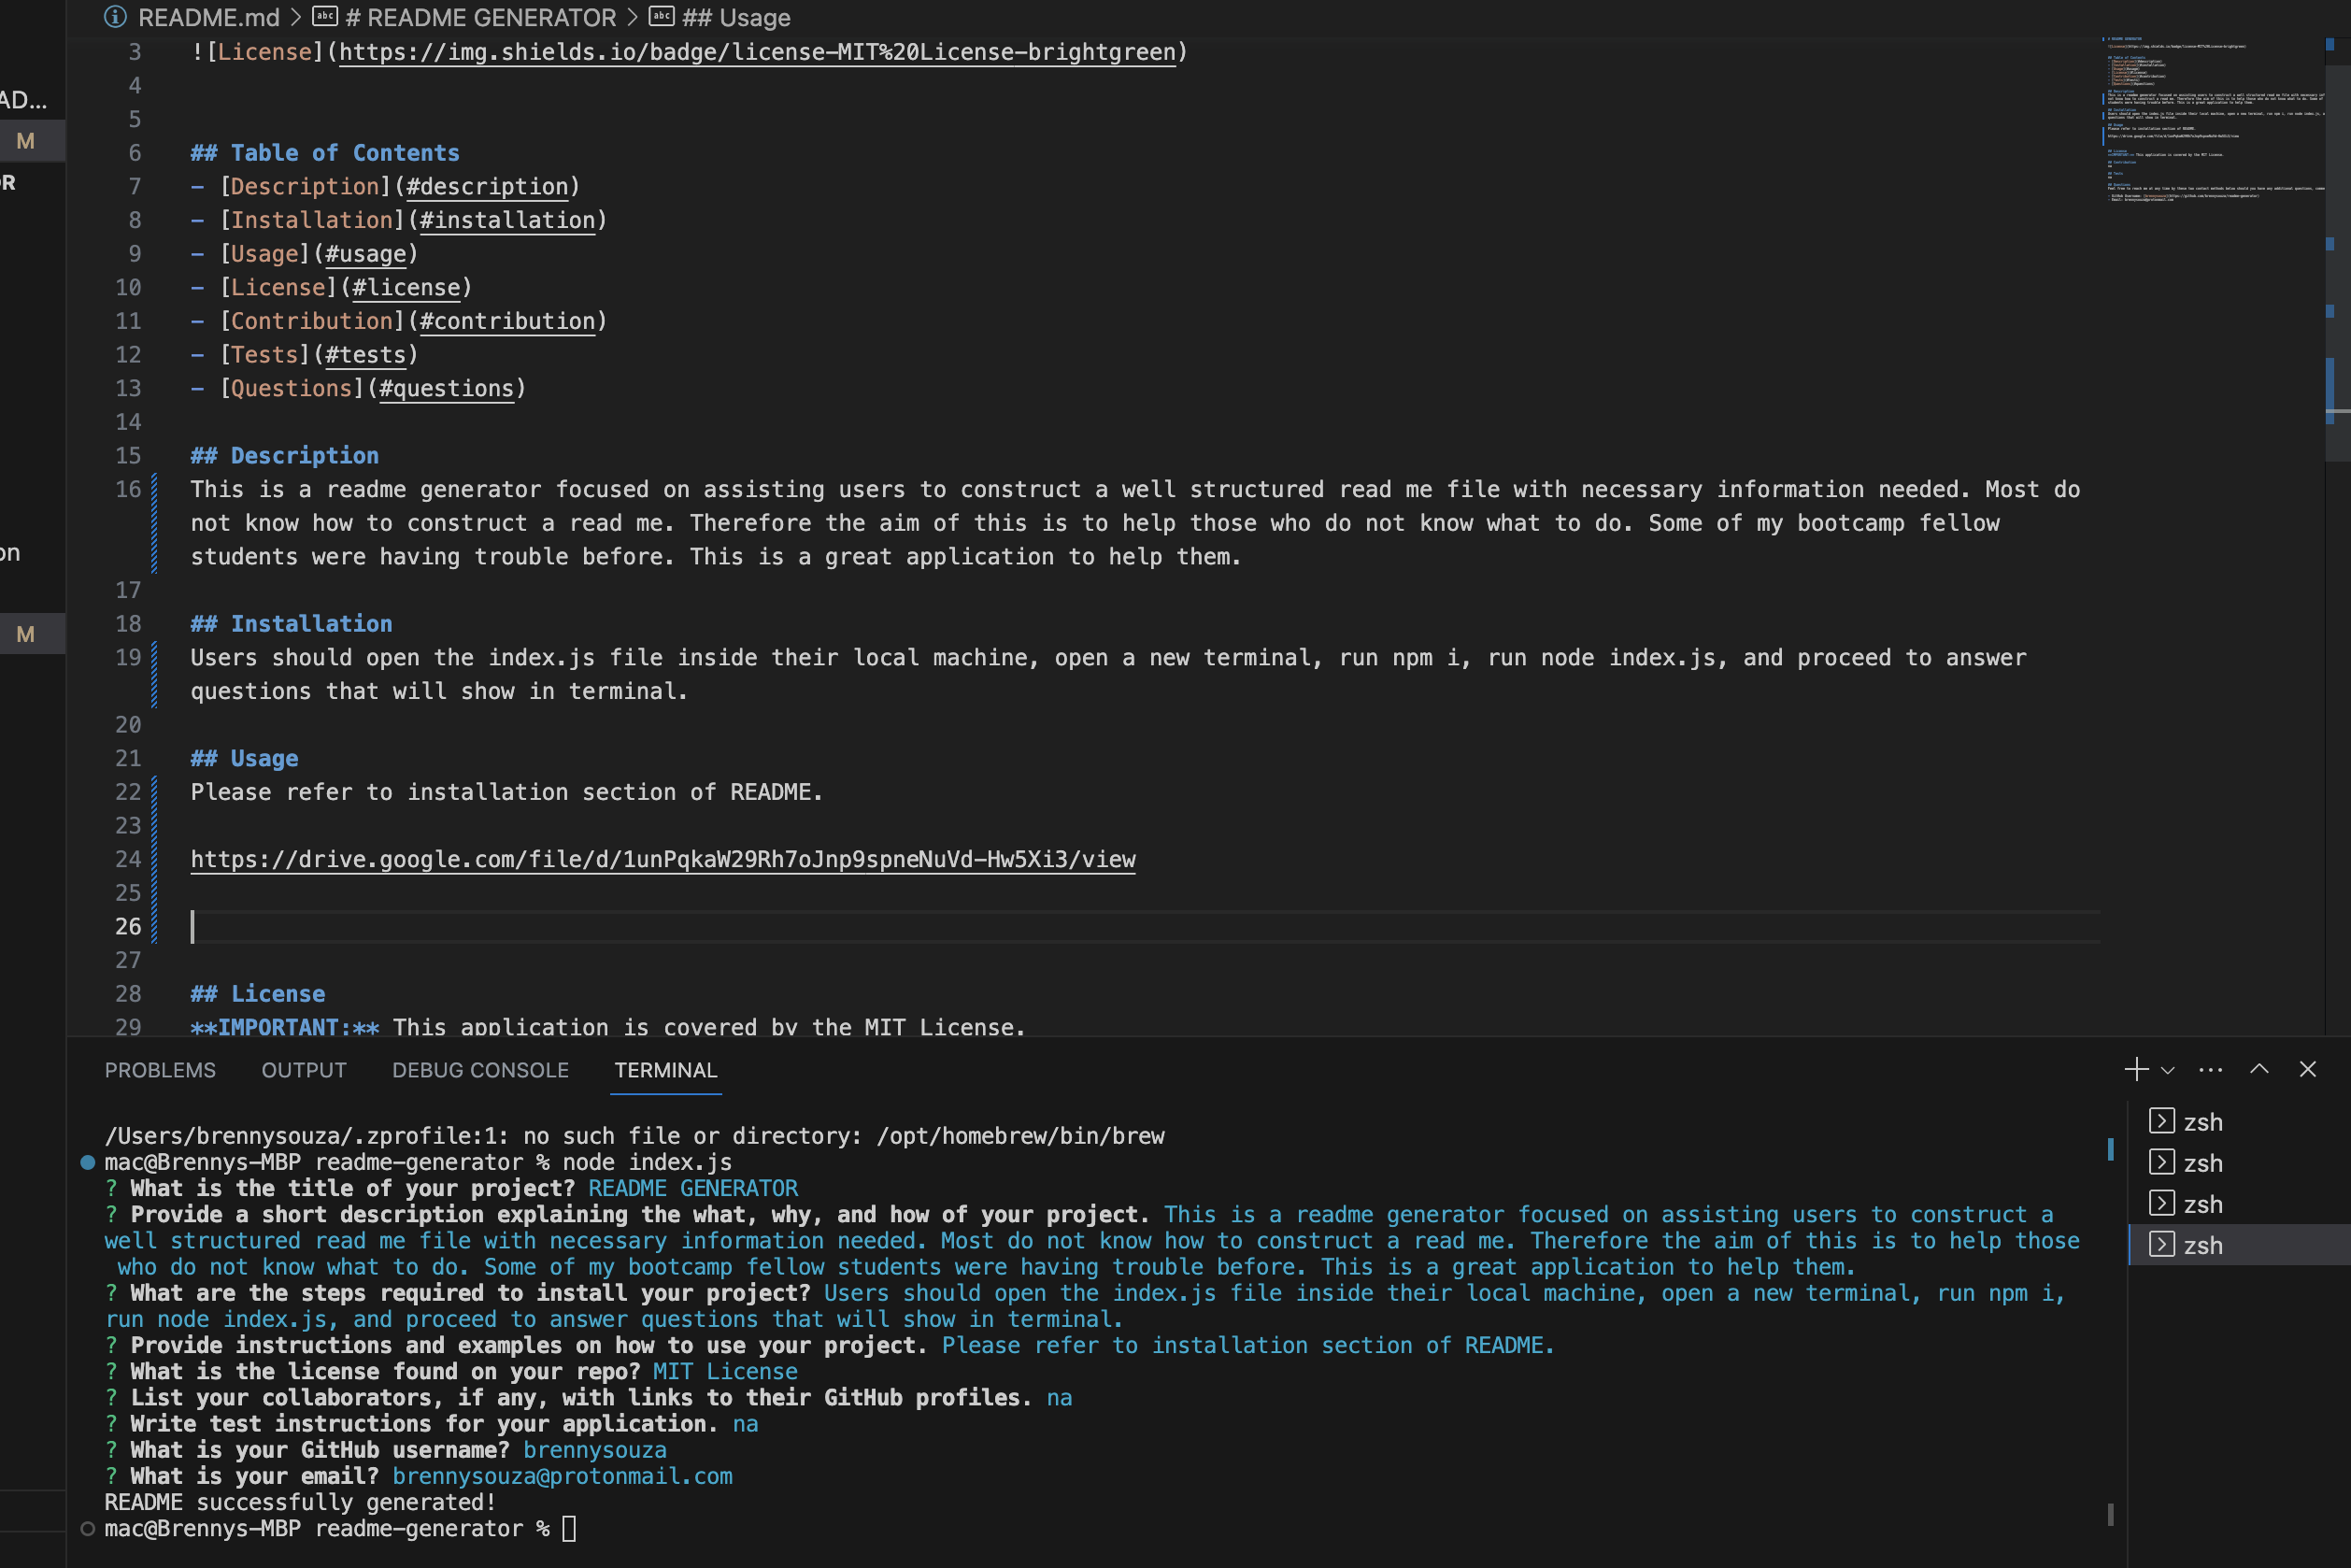 README.md > # README GENERATOR > ## Usage
AD...
M
R
on
M
3 ![License](https://img.shields.io/badge/license-MIT%20License-brightgreen)
4
5
6 ## Table of Contents
7 - [Description](#description)
8 - [Installation](#installation)
9 - [Usage](#usage)
10 - [License](#license)
11 - [Contribution](#contribution)
12 - [Tests](#tests)
13 - [Questions](#questions)
14
15 ## Description
16 This is a readme generator focused on assisting users to construct a well structured read me file with necessary information needed. Most do
not know how to construct a read me. Therefore the aim of this is to help those who do not know what to do. Some of my bootcamp fellow
students were having trouble before. This is a great application to help them.
17
18 ## Installation
19 Users should open the index.js file inside their local machine, open a new terminal, run npm i, run node index.js, and proceed to answer
questions that will show in terminal.
20
21 ## Usage
22 Please refer to installation section of README.
23
24 https://drive.google.com/file/d/1unPqkaW29Rh7oJnp9spneNuVd-Hw5Xi3/view
25
26
27
28 ## License
29 **IMPORTANT:** This application is covered by the MIT License.
PROBLEMS OUTPUT DEBUG CONSOLE TERMINAL
/Users/brennysouza/.zprofile:1: no such file or directory: /opt/homebrew/bin/brew
mac@Brennys-MBP readme-generator % node index.js
? What is the title of your project? README GENERATOR
? Provide a short description explaining the what, why, and how of your project. This is a readme generator focused on assisting users to construct a
well structured read me file with necessary information needed. Most do not know how to construct a read me. Therefore the aim of this is to help those
who do not know what to do. Some of my bootcamp fellow students were having trouble before. This is a great application to help them.
? What are the steps required to install your project? Users should open the index.js file inside their local machine, open a new terminal, run npm i,
run node index.js, and proceed to answer questions that will show in terminal.
? Provide instructions and examples on how to use your project. Please refer to installation section of README.
? What is the license found on your repo? MIT License
? List your collaborators, if any, with links to their GitHub profiles. na
? Write test instructions for your application. na
? What is your GitHub username? brennysouza
? What is your email? brennysouza@protonmail.com
README successfully generated!
mac@Brennys-MBP readme-generator %
zsh
zsh
zsh
zsh